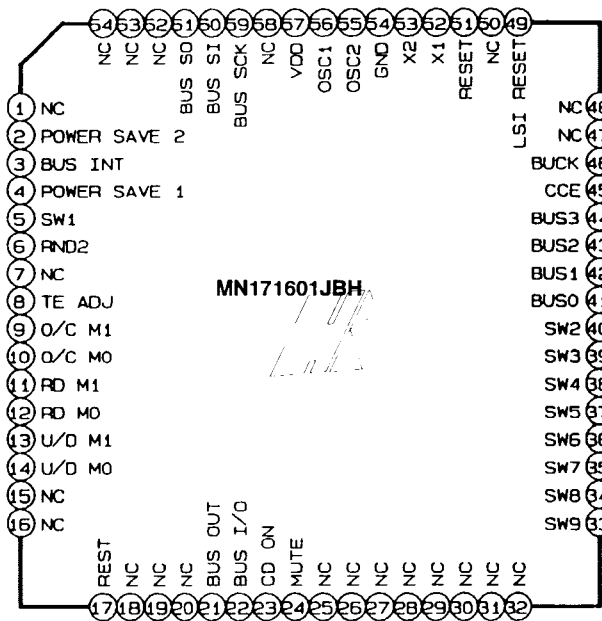 64 63 62 61 60 59 58 57 56 55 54 53 52 51 50 49
NC NC NC BUS SO BUS SI BUS SCK NC VDD OSC1 OSC2 GND X2 X1 RESET NC LSI RESET
1 NC
2 POWER SAVE 2
3 BUS INT
4 POWER SAVE 1
5 SW1
6 RND2
7 NC
8 TE ADJ
9 O/C M1
10 O/C M0
11 RD M1
12 RD M0
13 U/D M1
14 U/D M0
15 NC
16 NC
MN171601JBH
NC 48
NC 47
BUCK 46
CCE 45
BUS3 44
BUS2 43
BUS1 42
BUS0 41
SW2 40
SW3 39
SW4 38
SW5 37
SW6 36
SW7 35
SW8 34
SW9 33
REST NC NC NC BUS OUT BUS I/O CD ON MUTE NC NC NC NC NC NC NC NC
17 18 19 20 21 22 23 24 25 26 27 28 29 30 31 32